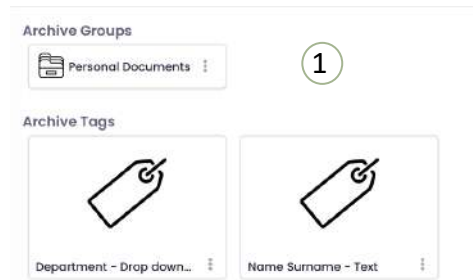 Archive Groups
Personal Documents
1
Archive Tags
Department - Drop down...
Name Surname - Text